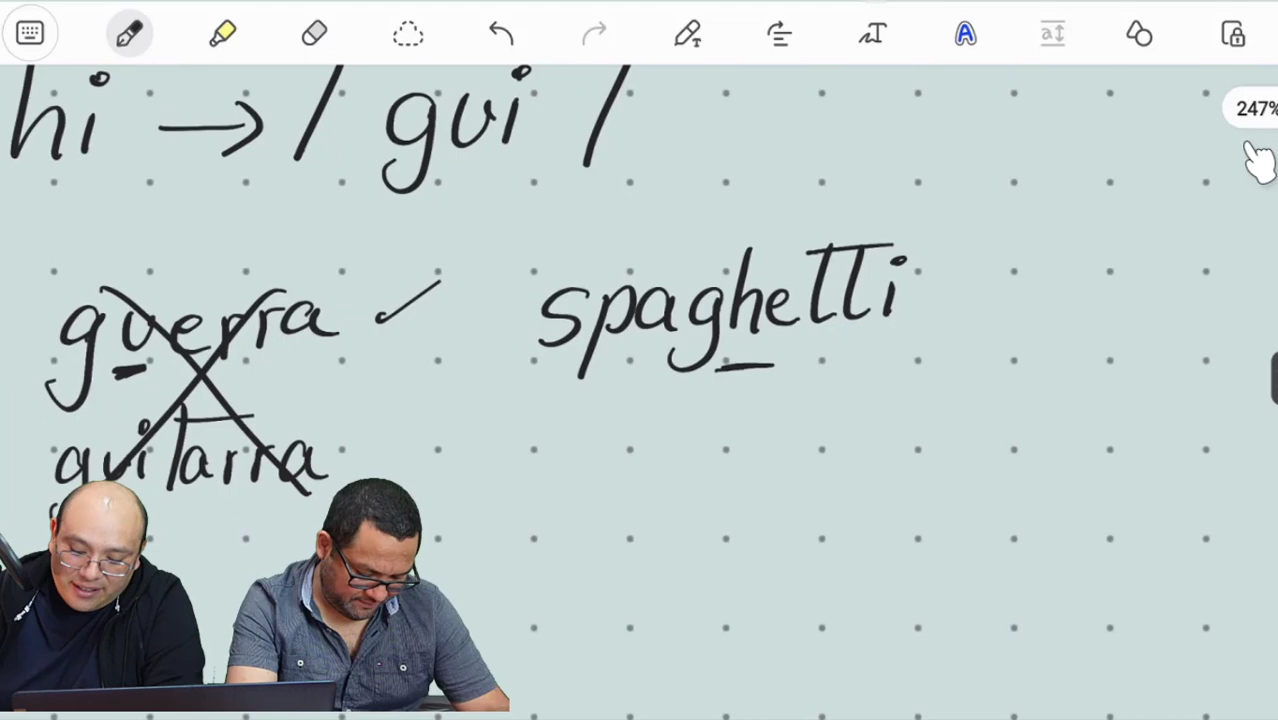 hi → / gui /
guerra ✓ spaghetti
guitarra
247%